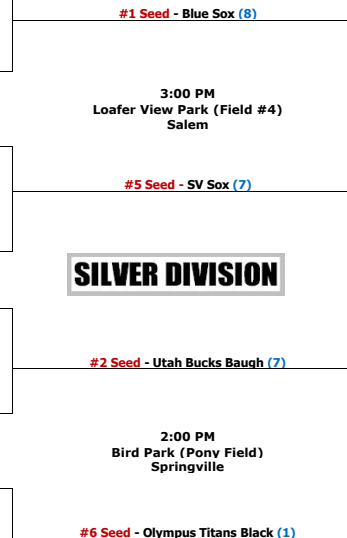 #1 Seed - Blue Sox (8)
3:00 PM
Loafer View Park (Field #4)
Salem
#5 Seed - SV Sox (7)
SILVER DIVISION
#2 Seed - Utah Bucks Baugh (7)
2:00 PM
Bird Park (Pony Field)
Springville
#6 Seed - Olympus Titans Black (1)